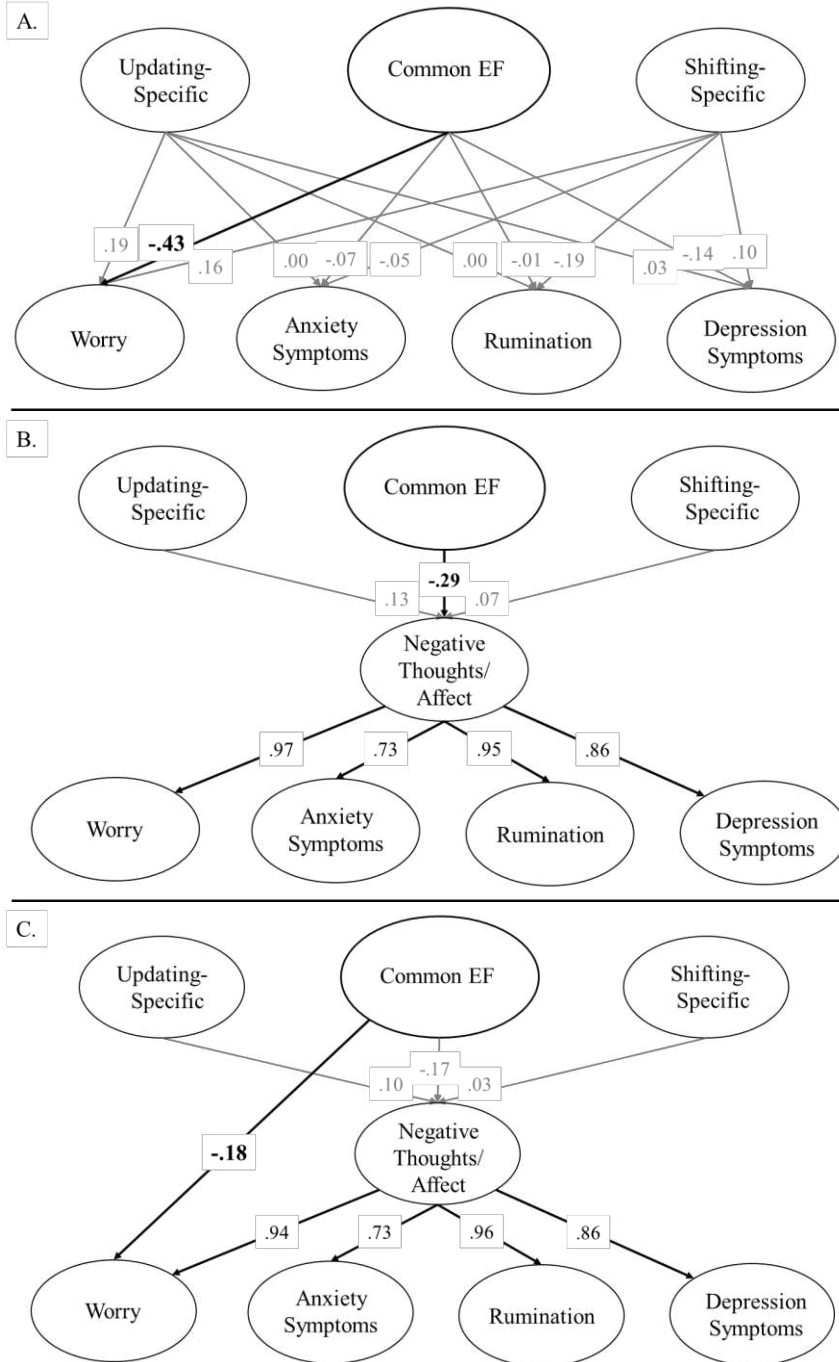 A.
Updating-
Specific
Common EF
Shifting-
Specific
.19
-.43
.16
.00
-.07
-.05
.00
-.01
-.19
.03
-.14
.10
Worry
Anxiety
Symptoms
Rumination
Depression
Symptoms
B.
Updating-
Specific
Common EF
Shifting-
Specific
.13
-.29
.07
Negative
Thoughts/
Affect
.97
.73
.95
.86
Worry
Anxiety
Symptoms
Rumination
Depression
Symptoms
C.
Updating-
Specific
Common EF
Shifting-
Specific
.10
-.17
.03
Negative
Thoughts/
Affect
-.18
.94
.73
.96
.86
Worry
Anxiety
Symptoms
Rumination
Depression
Symptoms